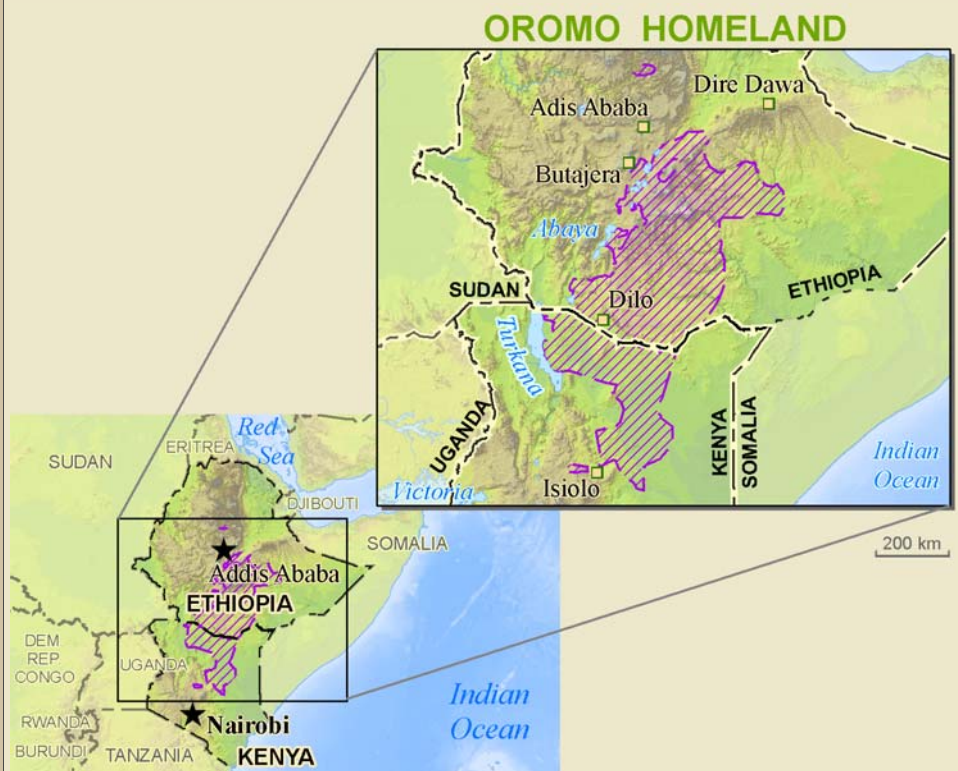 OROMO HOMELAND
Dire Dawa
Adis Ababa
Butajera
Abaya
ETHIOPIA
SUDAN
Dilo
Turkana
UGANDA
KENYA
SOMALIA
Indian
Ocean
Isiolo
Victoria
200 km
Red
Sea
ERITREA
SUDAN
DJIBOUTI
SOMALIA
Addis Ababa
ETHIOPIA
DEM
REP
CONGO
UGANDA
Indian
Ocean
RWANDA
Nairobi
BURUNDI
TANZANIA
KENYA